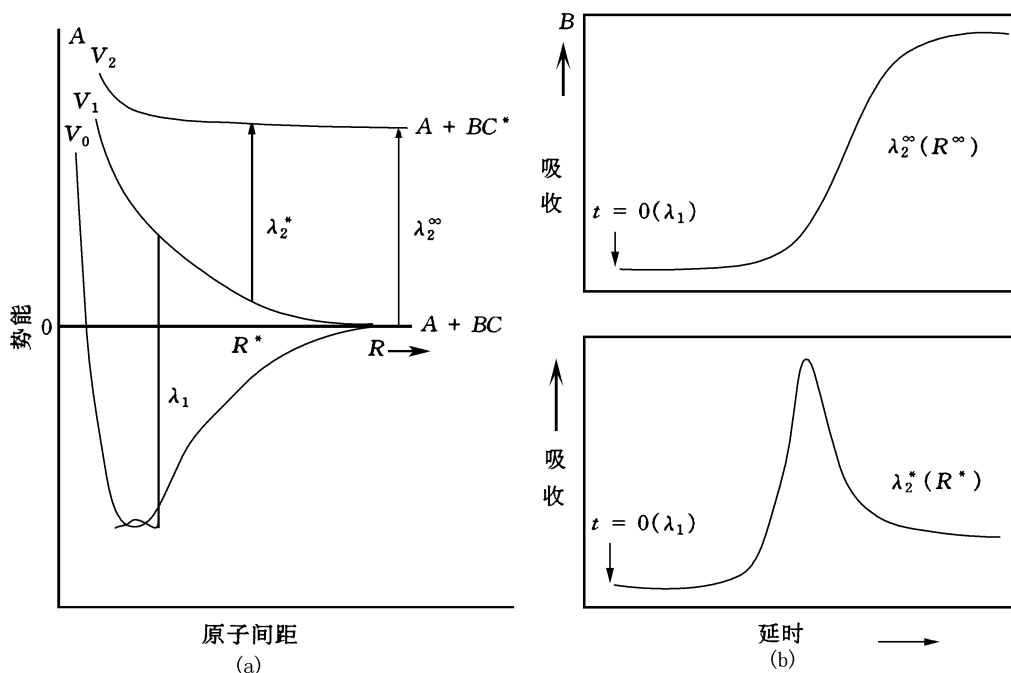 A
V₂
V₁
V₀
A + BC*
λ₂*
λ₂^∞
势能
0
R*
R
A + BC
λ₁
原子间距
(a)
B
吸收
λ₂^∞(R^∞)
t = 0(λ₁)
吸收
λ₂*(R*)
t = 0(λ₁)
延时
(b)